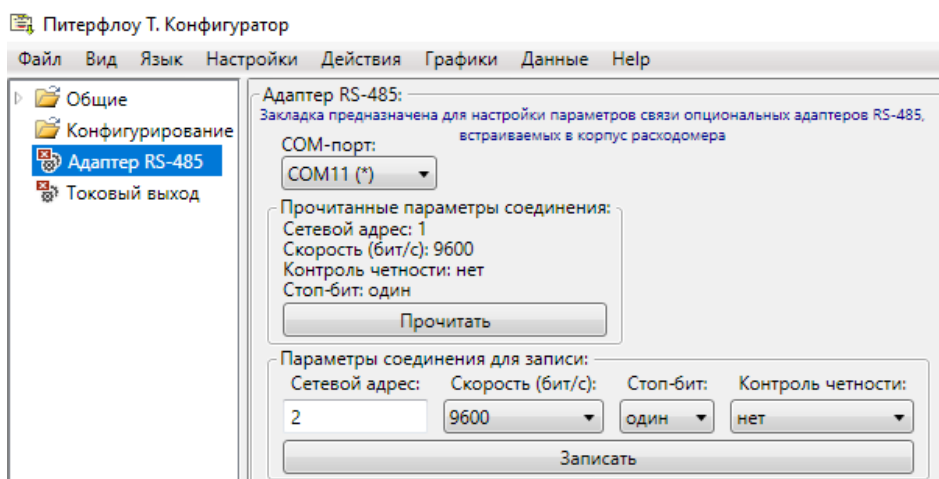 Питерфлоу Т. Конфигуратор
Файл Вид Язык Настройки Действия Графики Данные Help
Общие
Конфигурирование
Адаптер RS-485
Токовый выход
Адаптер RS-485:
Закладка предназначена для настройки параметров связи опциональных адаптеров RS-485,
встраиваемых в корпус расходомера
COM-порт:
COM11 (*)
Прочитанные параметры соединения:
Сетевой адрес: 1
Скорость (бит/с): 9600
Контроль четности: нет
Стоп-бит: один
Прочитать
Параметры соединения для записи:
Сетевой адрес: Скорость (бит/с): Стоп-бит: Контроль четности:
2 9600 один нет
Записать